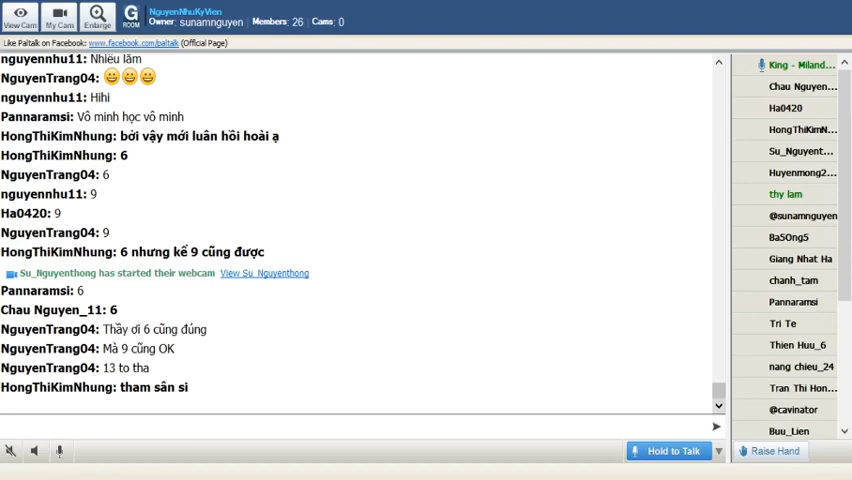 NguyenNhuKyVien
G ROOM
Owner: sunamnguyen Members: 26 Cams: 0
View Cam My Cam Enlarge
Like Paltalk on Facebook: www.facebook.com/paltalk (Official Page)
nguyennhu11: Nhiều lắm
NguyenTrang04: 😀😀😀
nguyennhu11: Hihi
Pannaramsi: Vô minh học vô minh
HongThiKimNhung: bởi vậy mới luân hồi hoài ạ
HongThiKimNhung: 6
NguyenTrang04: 6
nguyennhu11: 9
Ha0420: 9
NguyenTrang04: 9
HongThiKimNhung: 6 nhưng kể 9 cũng được
Su_Nguyenthong has started their webcam View Su_Nguyenthong
Pannaramsi: 6
Chau Nguyen_11: 6
NguyenTrang04: Thầy ơi 6 cũng đúng
NguyenTrang04: Mà 9 cũng OK
NguyenTrang04: 13 to tha
HongThiKimNhung: tham sân si
King - Miland...
Chau Nguyen...
Ha0420
HongThiKimN...
Su_Nguyent...
Huyenmong2...
thy lam
@sunamnguyen
BaSOng5
Giang Nhat Ha
chanh_tam
Pannaramsi
Tri Te
Thien Huu_6
nang chieu_24
Tran Thi Hon...
@cavinator
Buu_Lien
Hold to Talk
Raise Hand